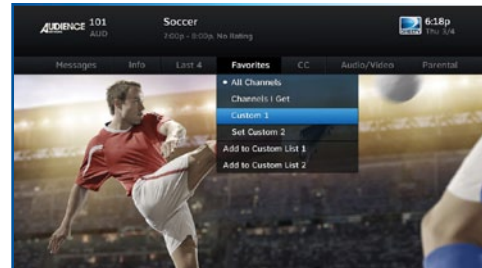 AUDIENCE 101
AUD
Soccer
7:00p - 8:00p, No Rating
DIRECTV
6:18p
Thu 3/4
Messages Info Last 4 Favorites CC Audio/Video Parental
• All Channels
Channels I Get
Custom 1
Set Custom 2
Add to Custom List 1
Add to Custom List 2